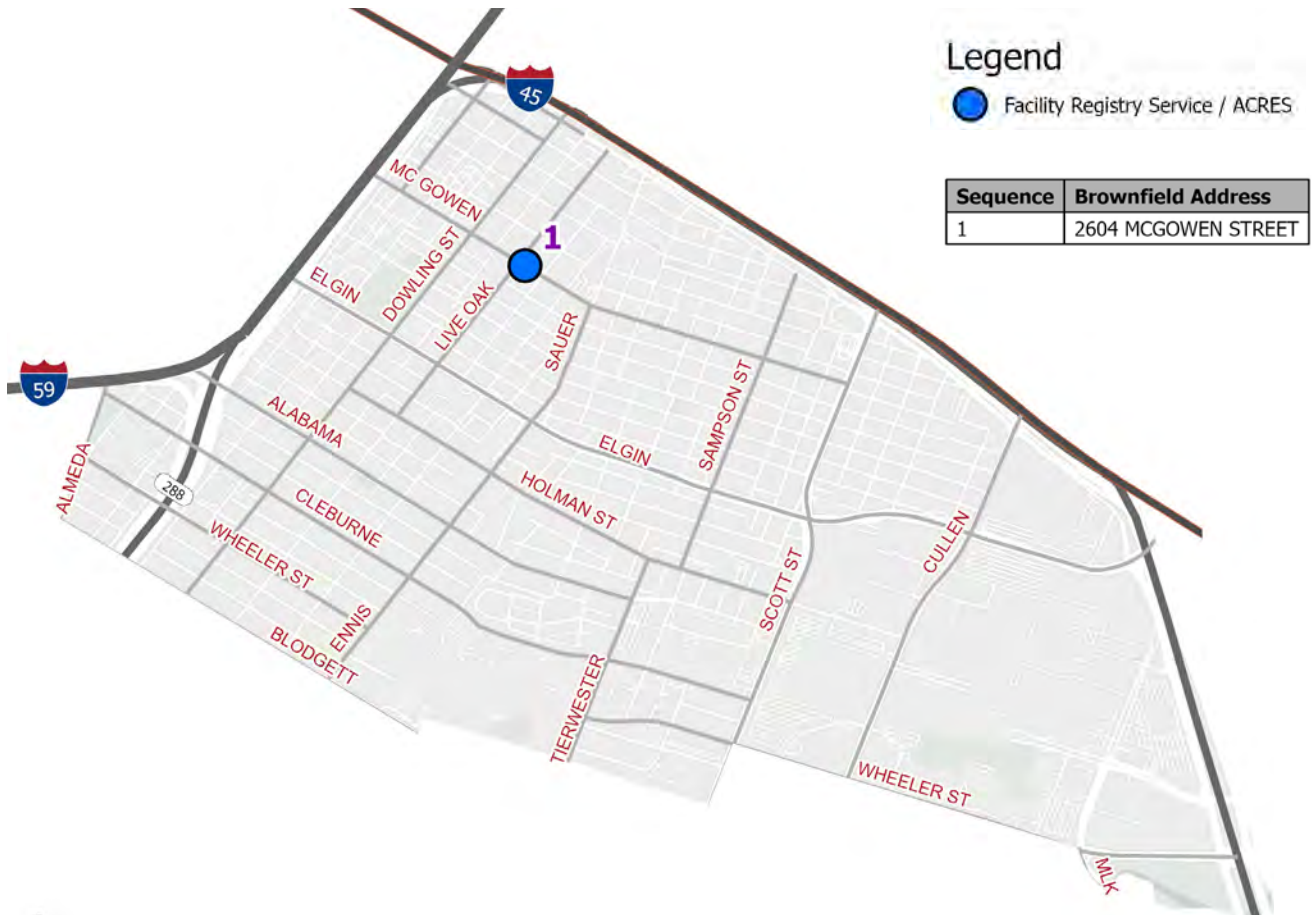 Legend
Facility Registry Service / ACRES
Sequence Brownfield Address
1 2604 MCGOWEN STREET
45
MC GOWEN
1
DOWLING ST
ELGIN
LIVE OAK
SAUER
59
SAMPSON ST
ALABAMA
ELGIN
ALMEDA
288
HOLMAN ST
CLEBURNE
CULLEN
WHEELER ST
SCOTT ST
ENNIS
BLODGETT
TIERWESTER
WHEELER ST
MLK